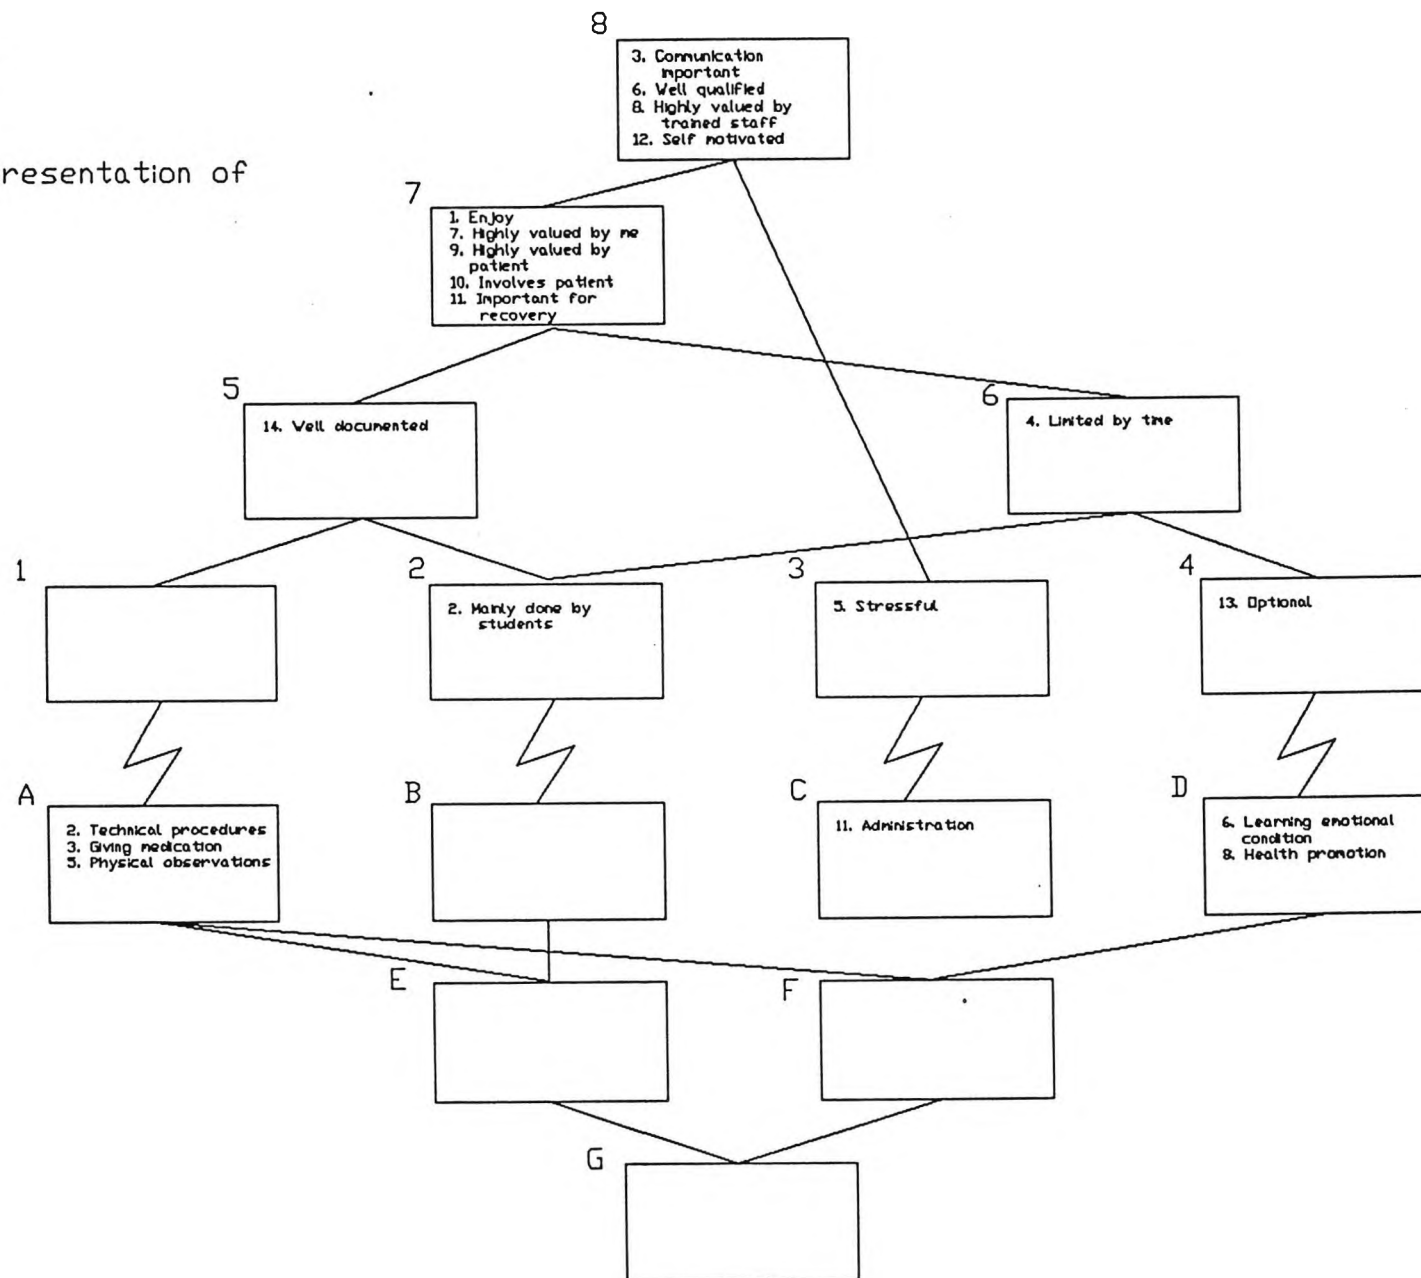 8
3. Communication
important
6. Well qualified
8. Highly valued by
trained staff
12. Self motivated
resentation of
7
1. Enjoy
7. Highly valued by me
9. Highly valued by
patient
10. Involves patient
11. Important for
recovery
5
14. Well documented
6
4. Limited by time
1
2
2. Mainly done by
students
3
5. Stressful
4
13. Optional
A
2. Technical procedures
3. Giving medication
5. Physical observations
B
C
11. Administration
D
6. Learning emotional
condition
8. Health promotion
E
F
G